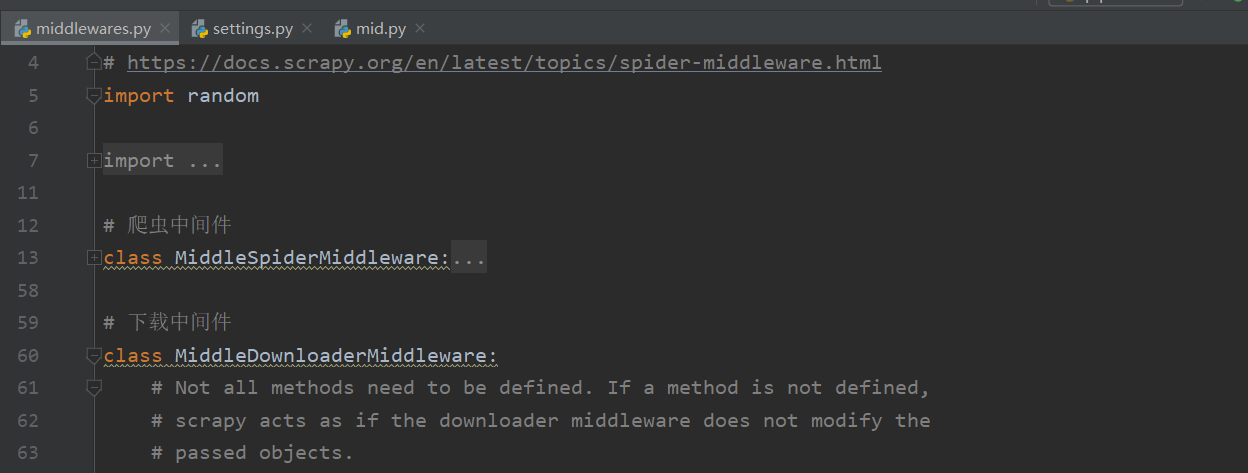 middlewares.py settings.py mid.py
4 # https://docs.scrapy.org/en/latest/topics/spider-middleware.html
5 import random
6
7 import ...
11
12 # 爬虫中间件
13 class MiddleSpiderMiddleware:...
58
59 # 下载中间件
60 class MiddleDownloaderMiddleware:
61 # Not all methods need to be defined. If a method is not defined,
62 # scrapy acts as if the downloader middleware does not modify the
63 # passed objects.